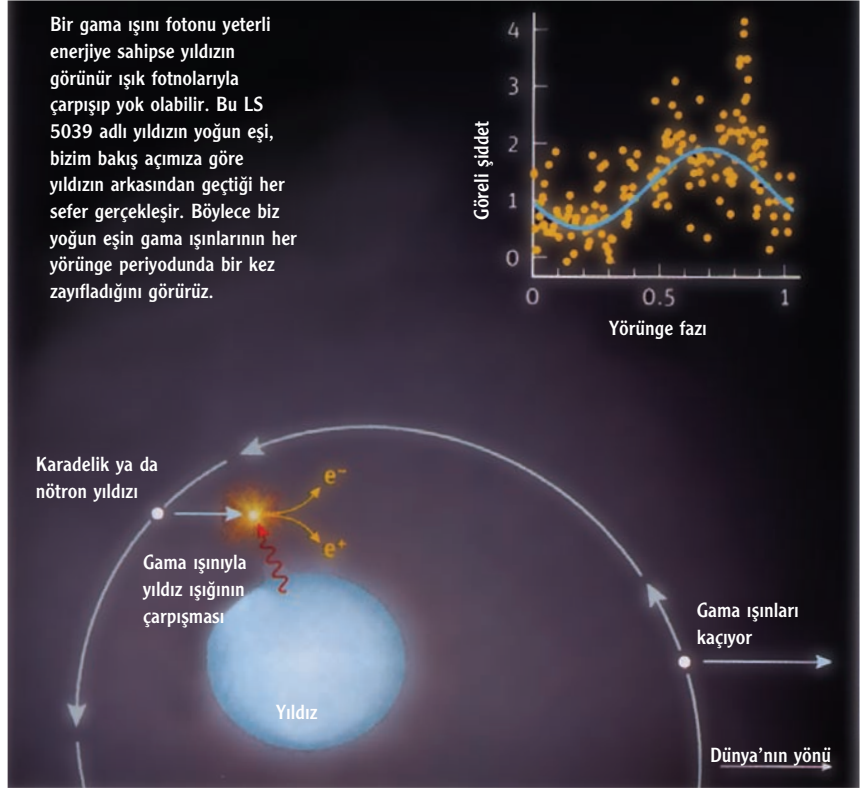 Bir gama ışını fotonu yeterli
enerjiye sahipse yıldızın
görünür ışık fotnolarıyla
çarpışıp yok olabilir. Bu LS
5039 adlı yıldızın yoğun eşi,
bizim bakış açımıza göre
yıldızın arkasından geçtiği her
sefer gerçekleşir. Böylece biz
yoğun eşin gama ışınlarının her
yörünge periyodunda bir kez
zayıfladığını görürüz.
Göreli şiddet
4
3
2
1
0
0
0.5
1
Yörünge fazı
Karadelik ya da
nötron yıldızı
e⁻
e⁺
Gama ışınıyla
yıldız ışığının
çarpışması
Yıldız
Gama ışınları
kaçıyor
Dünya’nın yönü